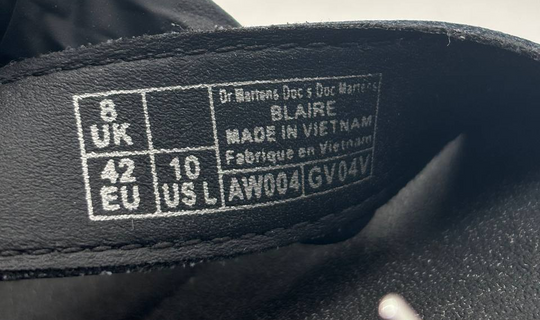 8
UK
42
EU
10
US L
Dr.Martens Doc's Doc Martens
BLAIRE
MADE IN VIETNAM
Fabriqué en Vietnam
AW004
GV04V